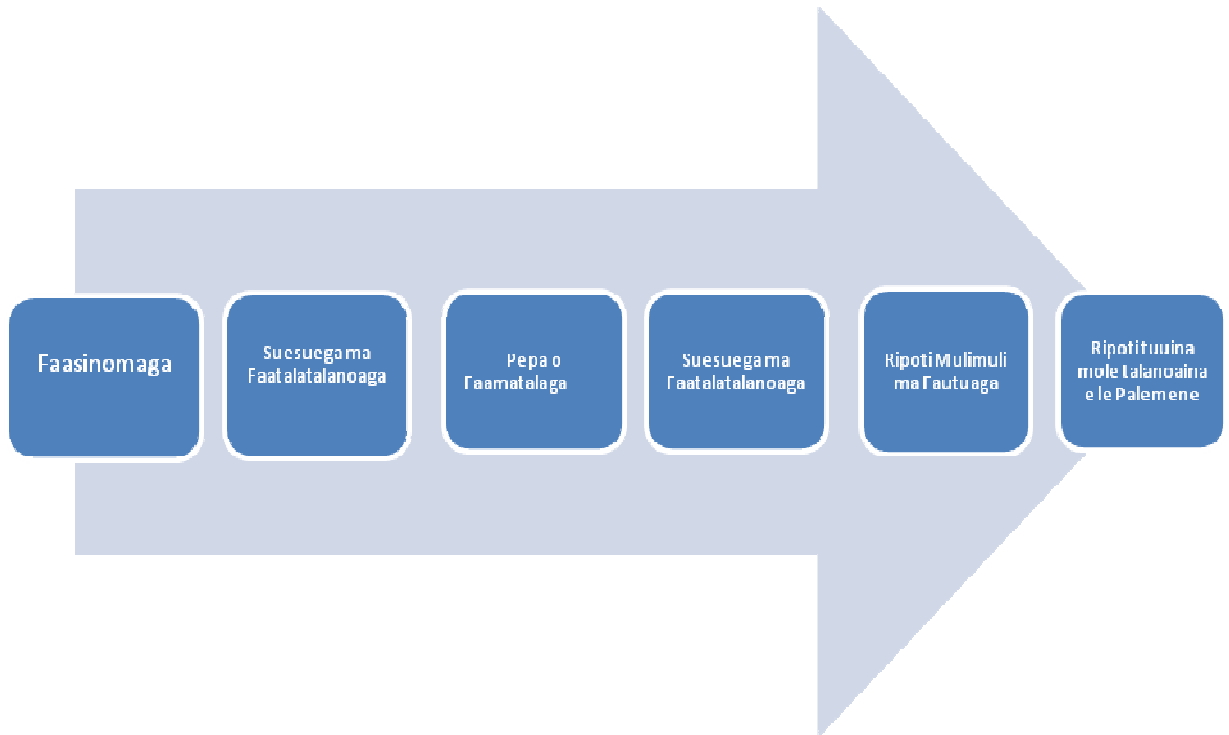 Faasinomaga
Suesuega ma
Faatalatalanoaga
Pepa o
Faamatalaga
Suesuega ma
Faatalatalanoaga
Ripoti Mulimuli
ma Fautuaga
Ripoti tuuina
mo le talanoaina
e le Palemene